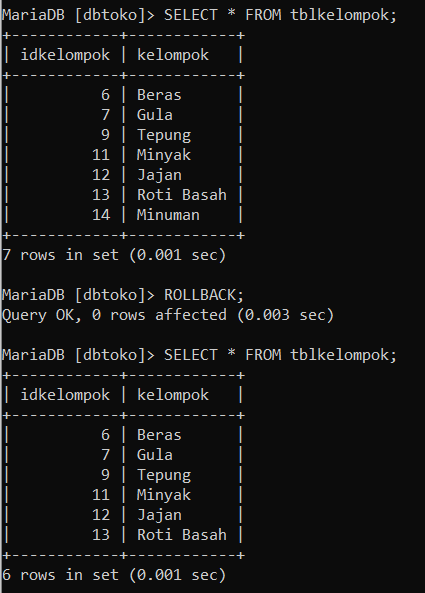 MariaDB [dbtoko]> SELECT * FROM tblkelompok;
+------------+------------+
| idkelompok | kelompok   |
+------------+------------+
|          6 | Beras      |
|          7 | Gula       |
|          9 | Tepung     |
|         11 | Minyak     |
|         12 | Jajan      |
|         13 | Roti Basah |
|         14 | Minuman    |
+------------+------------+
7 rows in set (0.001 sec)

MariaDB [dbtoko]> ROLLBACK;
Query OK, 0 rows affected (0.003 sec)

MariaDB [dbtoko]> SELECT * FROM tblkelompok;
+------------+------------+
| idkelompok | kelompok   |
+------------+------------+
|          6 | Beras      |
|          7 | Gula       |
|          9 | Tepung     |
|         11 | Minyak     |
|         12 | Jajan      |
|         13 | Roti Basah |
+------------+------------+
6 rows in set (0.001 sec)